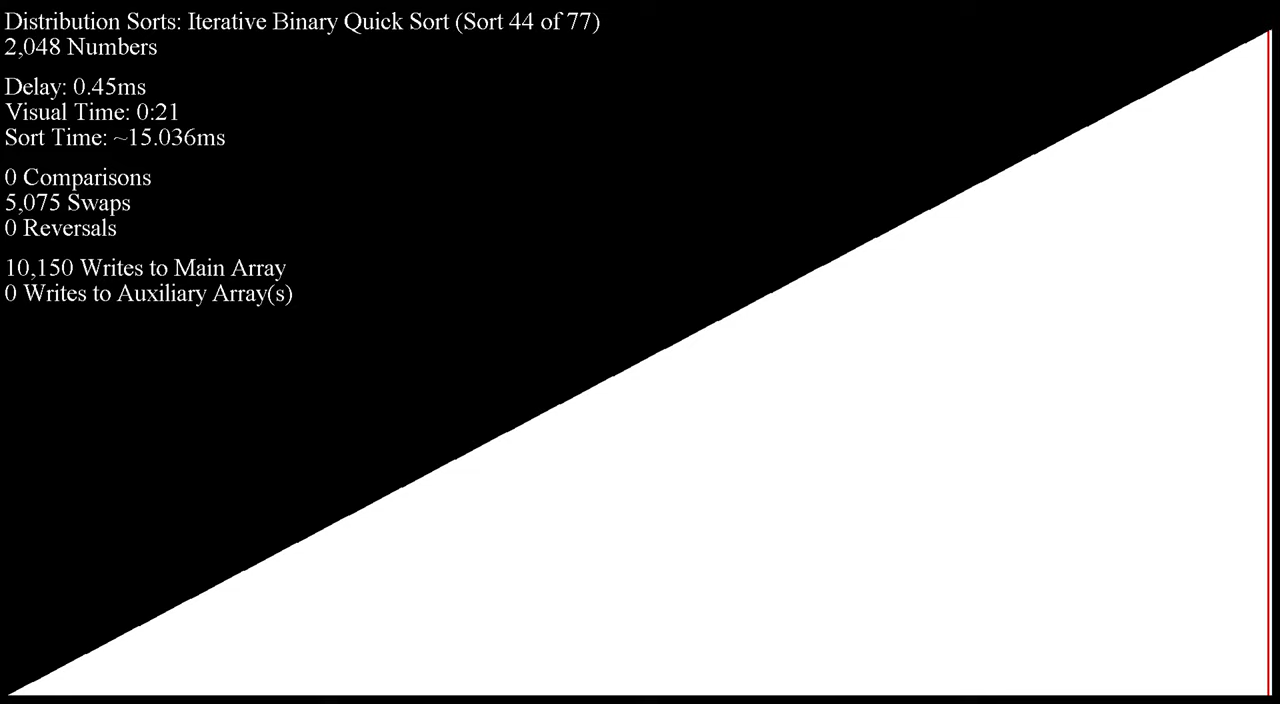 Distribution Sorts: Iterative Binary Quick Sort (Sort 44 of 77)
2,048 Numbers
Delay: 0.45ms
Visual Time: 0:21
Sort Time: ~15.036ms
0 Comparisons
5,075 Swaps
0 Reversals
10,150 Writes to Main Array
0 Writes to Auxiliary Array(s)